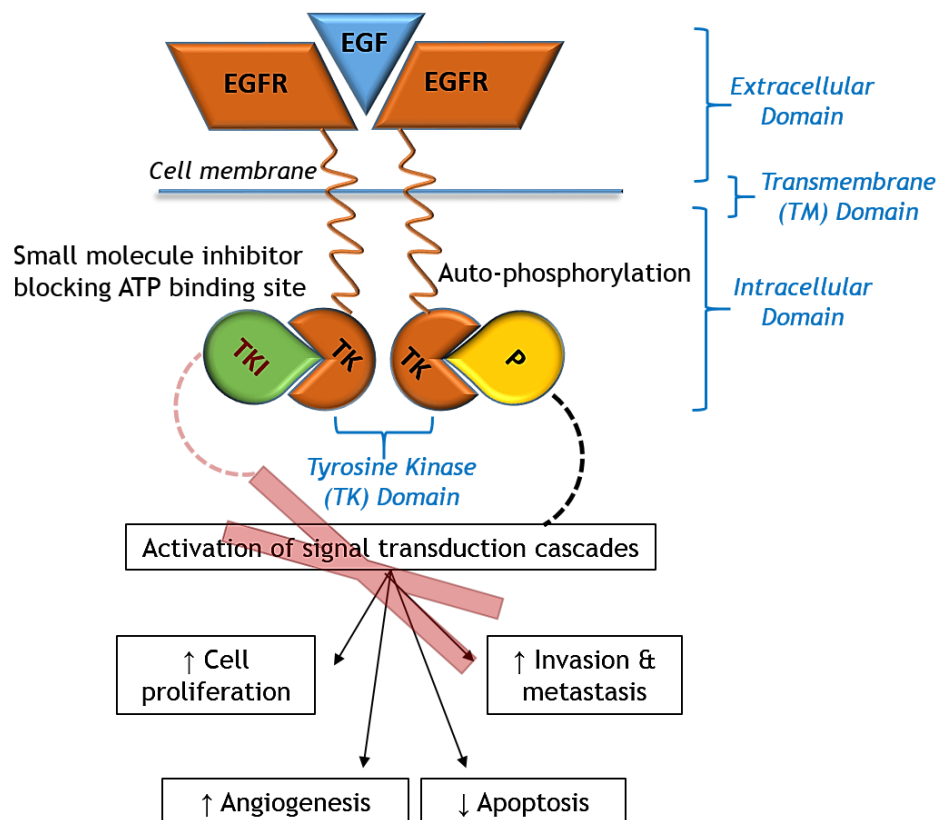 EGF
EGFR
EGFR
Extracellular
Domain
Cell membrane
Transmembrane
(TM) Domain
Small molecule inhibitor
blocking ATP binding site
Auto-phosphorylation
Intracellular
Domain
TKI
TK
TK
P
Tyrosine Kinase
(TK) Domain
Activation of signal transduction cascades
↑ Cell
proliferation
↑ Invasion &
metastasis
↑ Angiogenesis
↓ Apoptosis